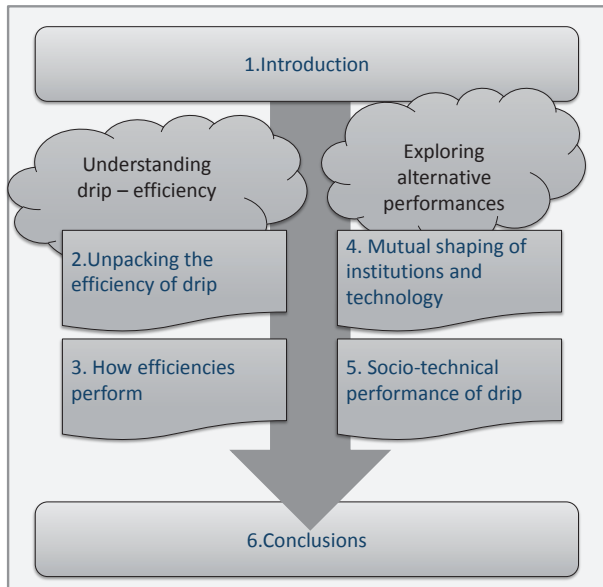 1.Introduction
Understanding
drip – efficiency
2.Unpacking the
efficiency of drip
3. How efficiencies
perform
Exploring
alternative
performances
4. Mutual shaping of
institutions and
technology
5. Socio-technical
performance of drip
6.Conclusions